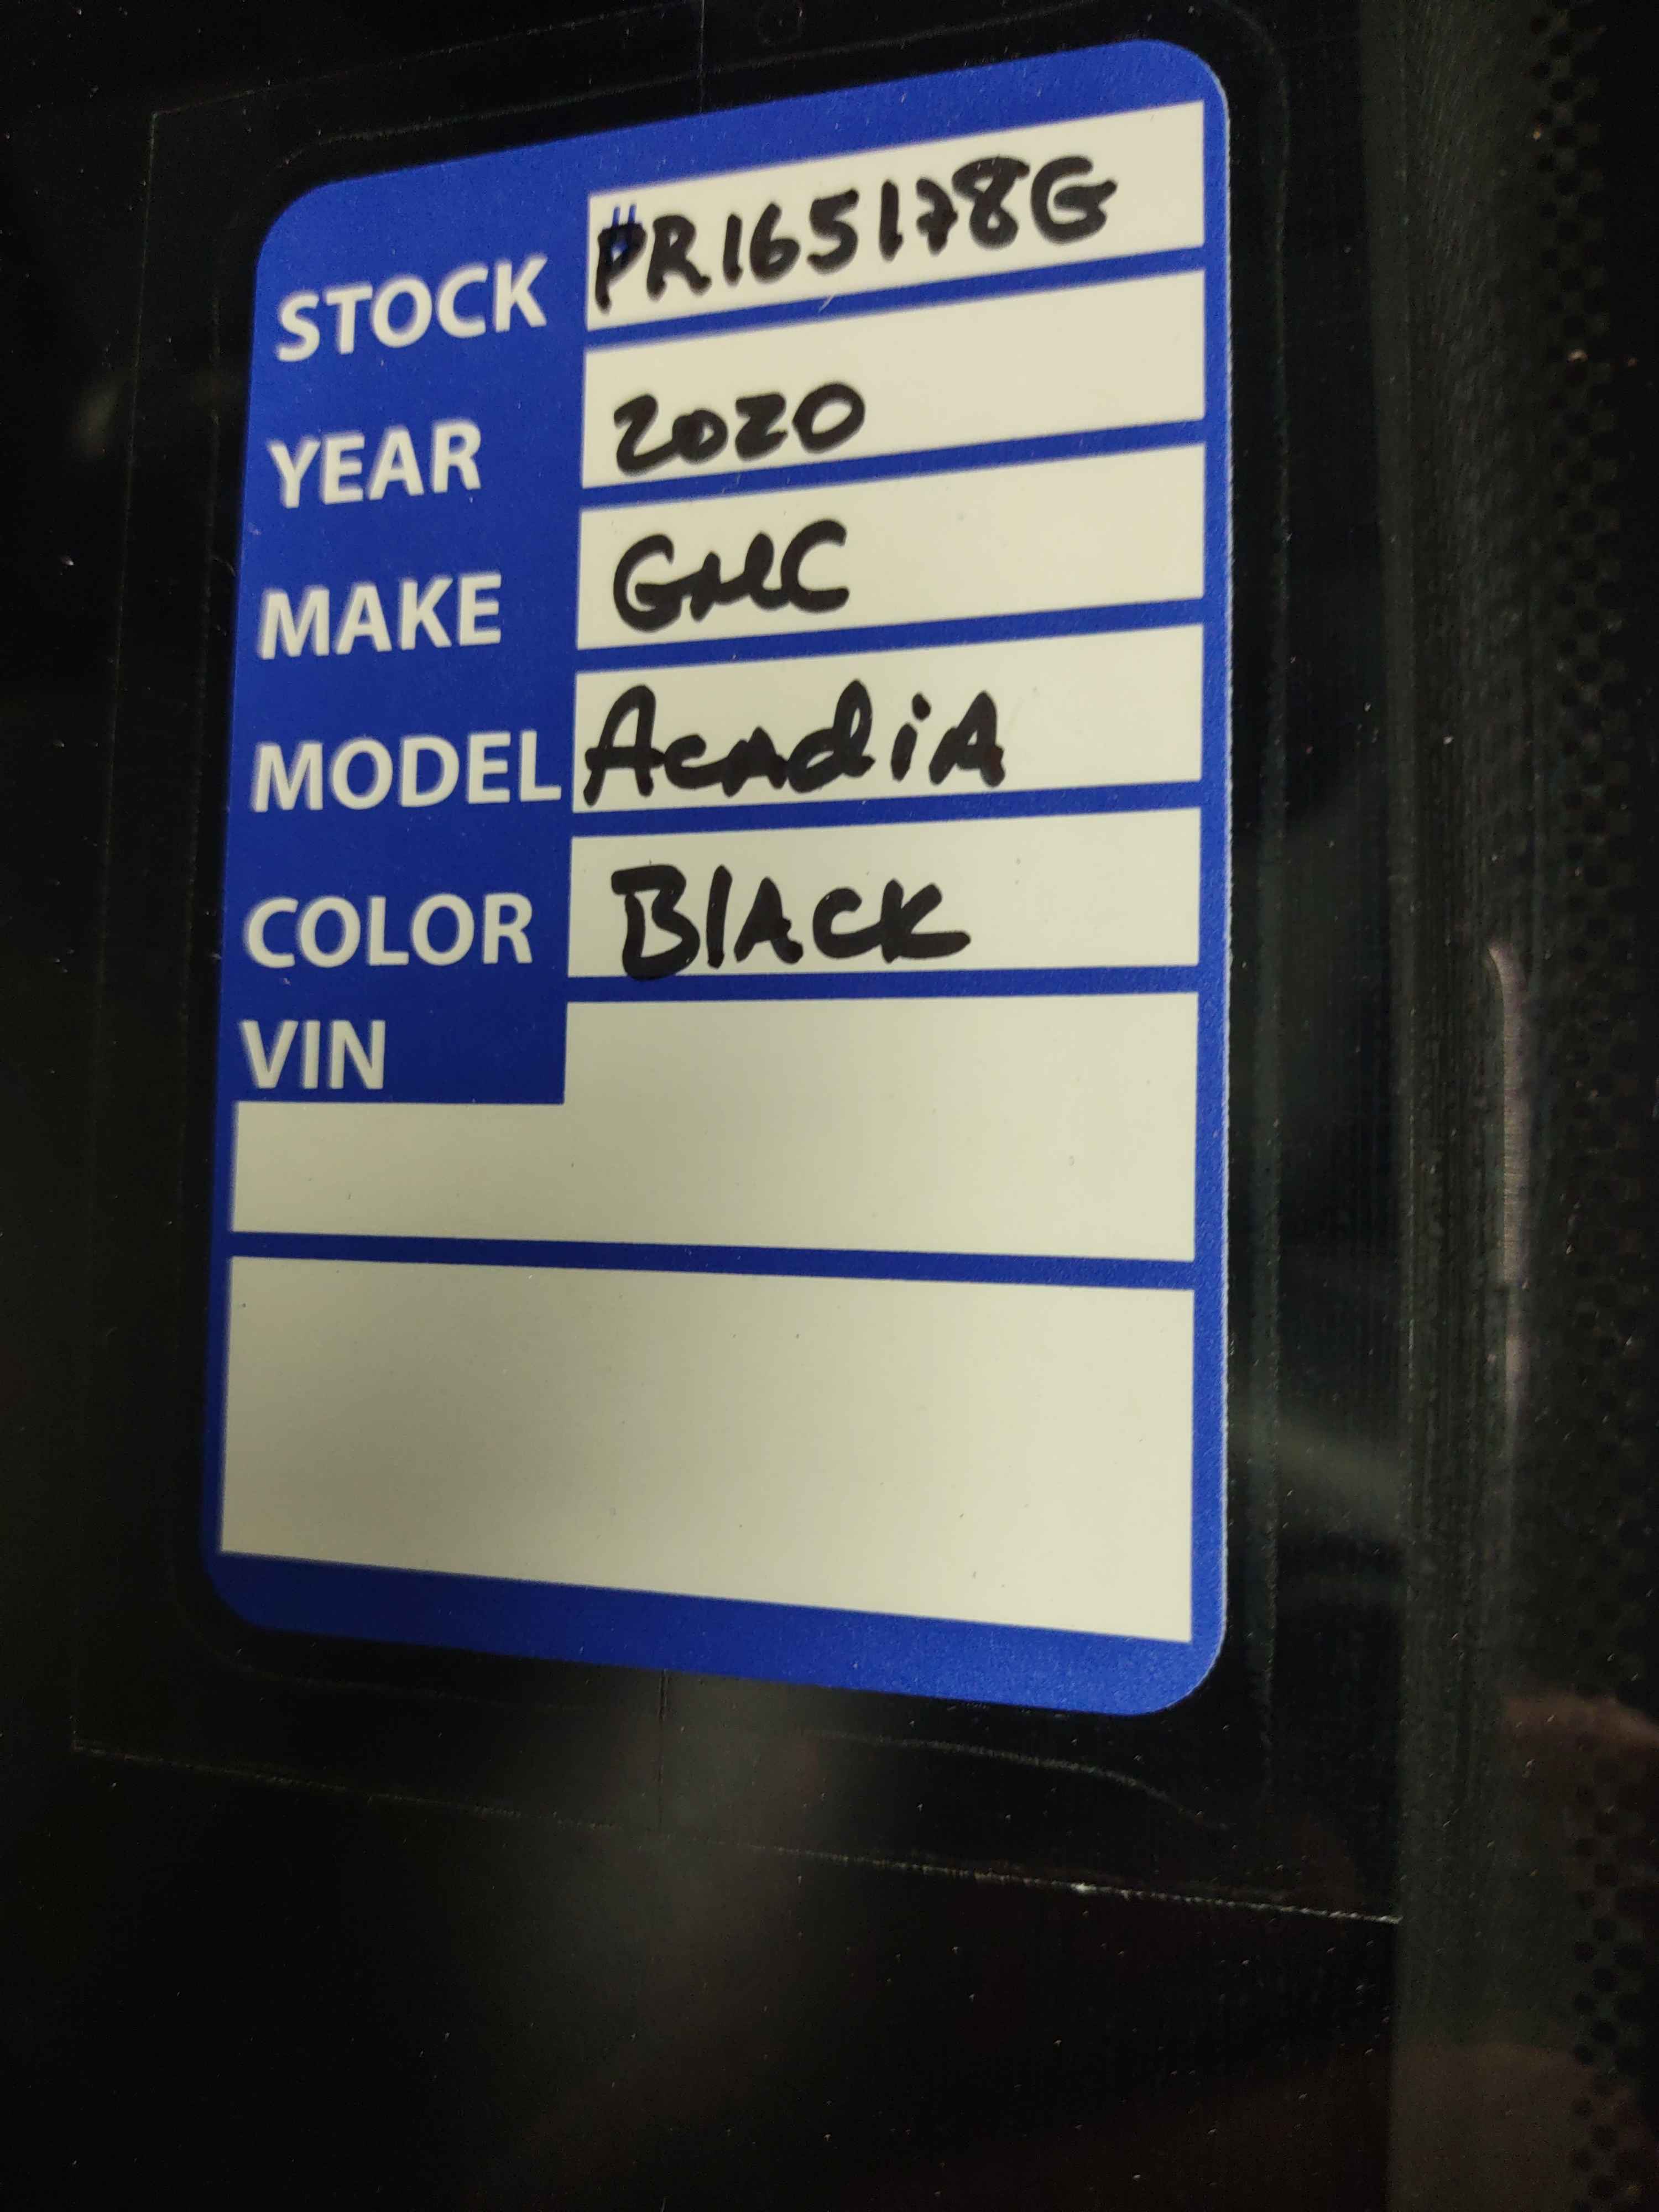 STOCK #PR165178G
YEAR 2020
MAKE GMC
MODEL AcadiA
COLOR BlACK
VIN